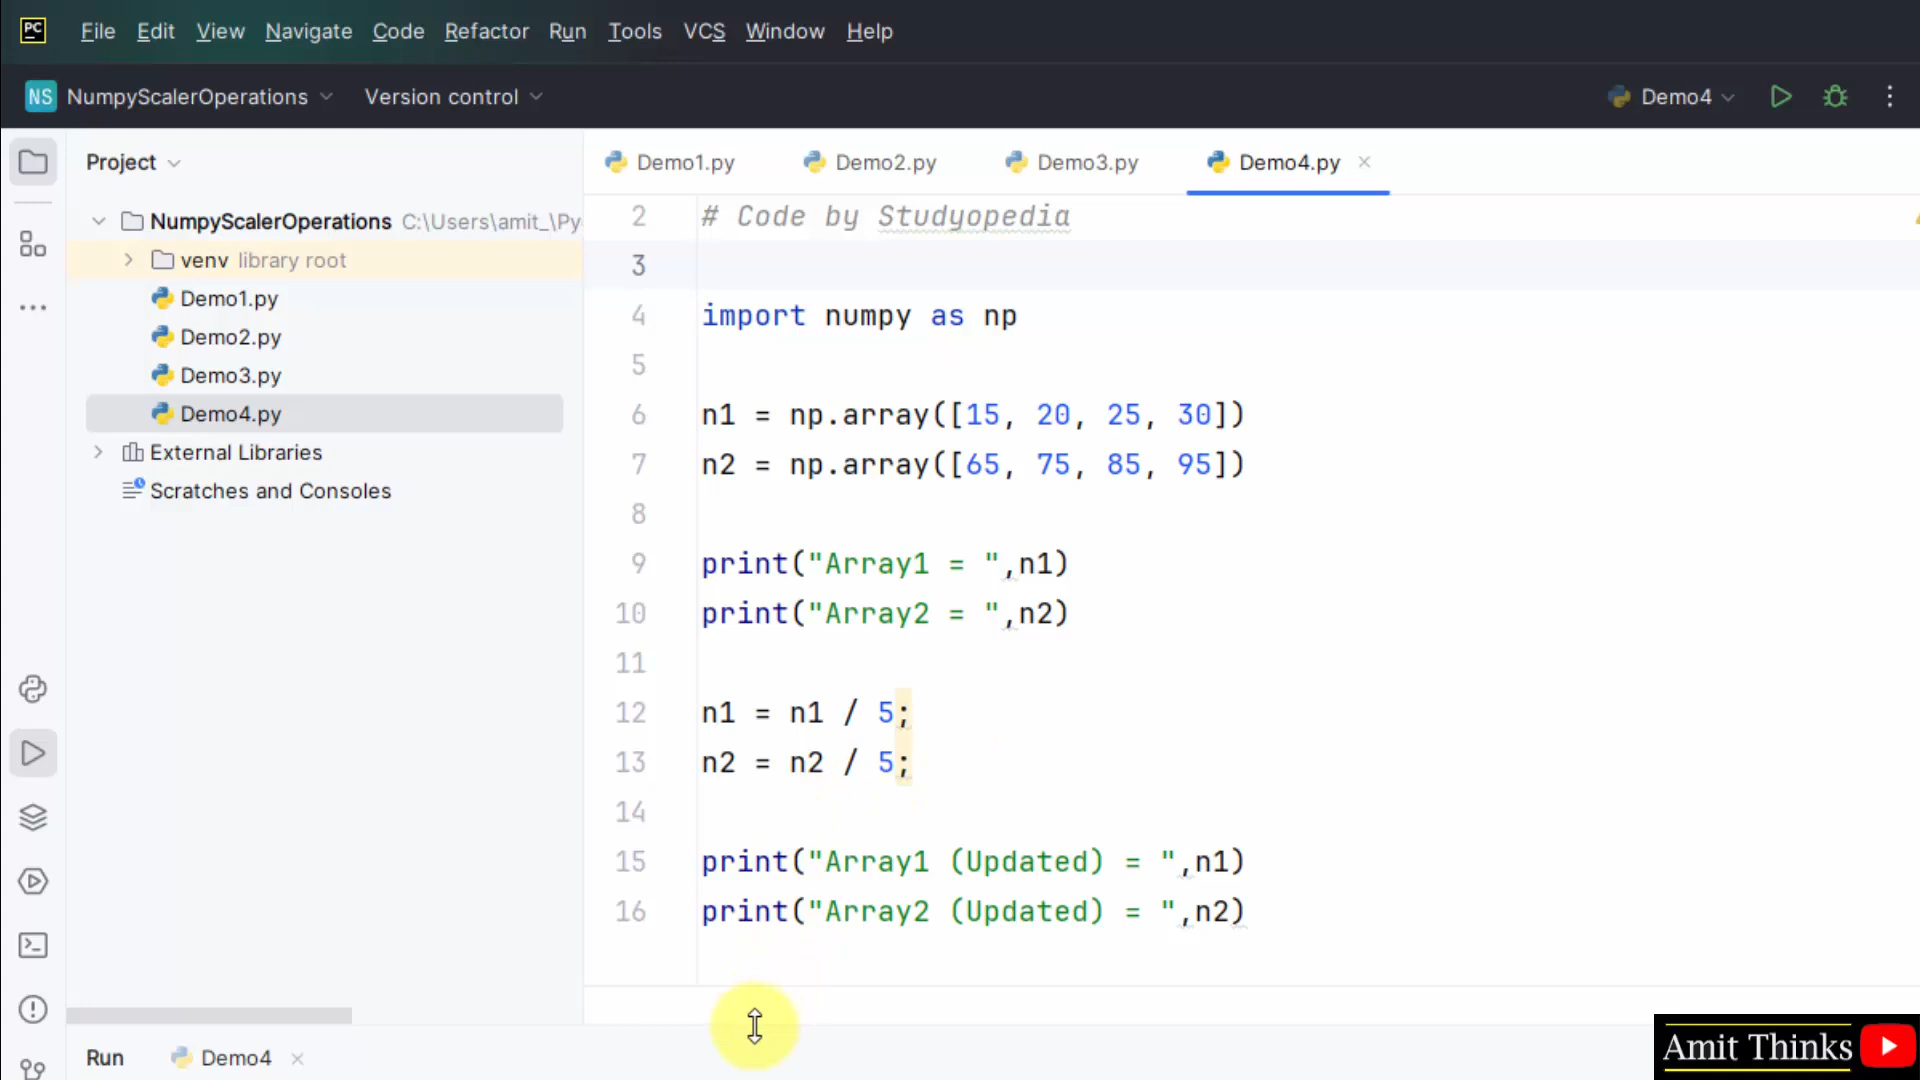 PC File Edit View Navigate Code Refactor Run Tools VCS Window Help
NS NumpyScalerOperations Version control Demo4
Project
Demo1.py Demo2.py Demo3.py Demo4.py
NumpyScalerOperations C:\Users\amit_\Py
venv library root
Demo1.py
Demo2.py
Demo3.py
Demo4.py
External Libraries
Scratches and Consoles
2 # Code by Studyopedia
3
4 import numpy as np
5
6 n1 = np.array([15, 20, 25, 30])
7 n2 = np.array([65, 75, 85, 95])
8
9 print("Array1 = ",n1)
10 print("Array2 = ",n2)
11
12 n1 = n1 / 5;
13 n2 = n2 / 5;
14
15 print("Array1 (Updated) = ",n1)
16 print("Array2 (Updated) = ",n2)
Run Demo4
Amit Thinks